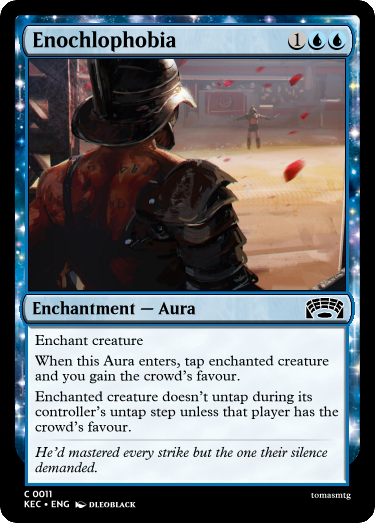 Enochlophobia 1
Enchantment — Aura
Enchant creature
When this Aura enters, tap enchanted creature
and you gain the crowd's favour.
Enchanted creature doesn't untap during its
controller's untap step unless that player has the
crowd's favour.
He'd mastered every strike but the one their silence
demanded.
C 0011
KEC • ENG DLEOBLACK
tomasmtg